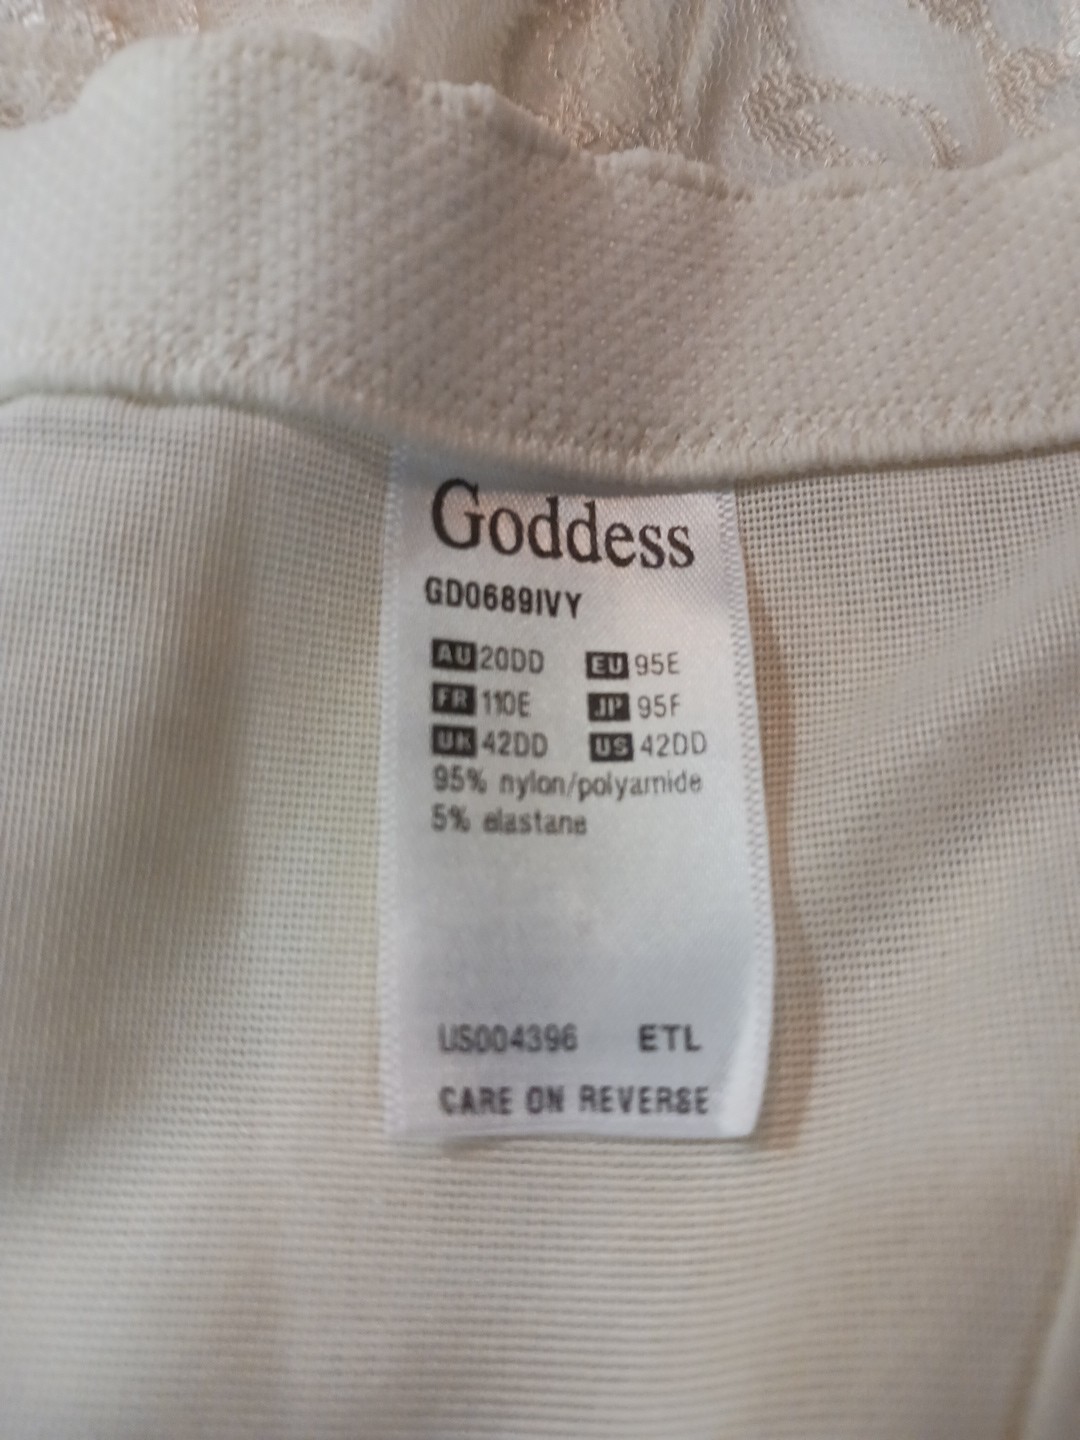 Goddess
GD0689IVY
AU 20DD EU 95E
FR 110E JP 95F
UK 42DD US 42DD
95% nylon/polyamide
5% elastane
US004396 ETL
CARE ON REVERSE